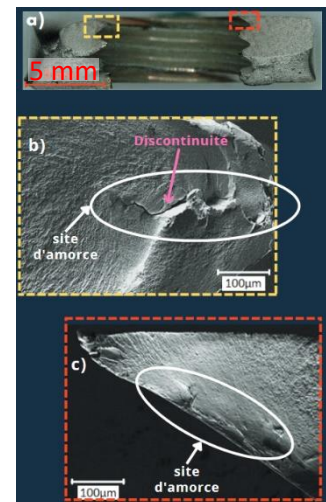 a)
5 mm
b)
Discontinuité
site
d'amorce
100µm
c)
100µm
site
d'amorce